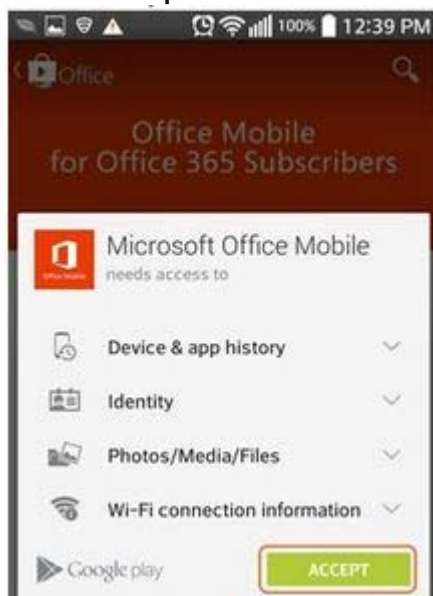 100% 12:39 PM
Office
Office Mobile
for Office 365 Subscribers
Microsoft Office Mobile
needs access to
Device & app history
Identity
Photos/Media/Files
Wi-Fi connection information
Google play
ACCEPT